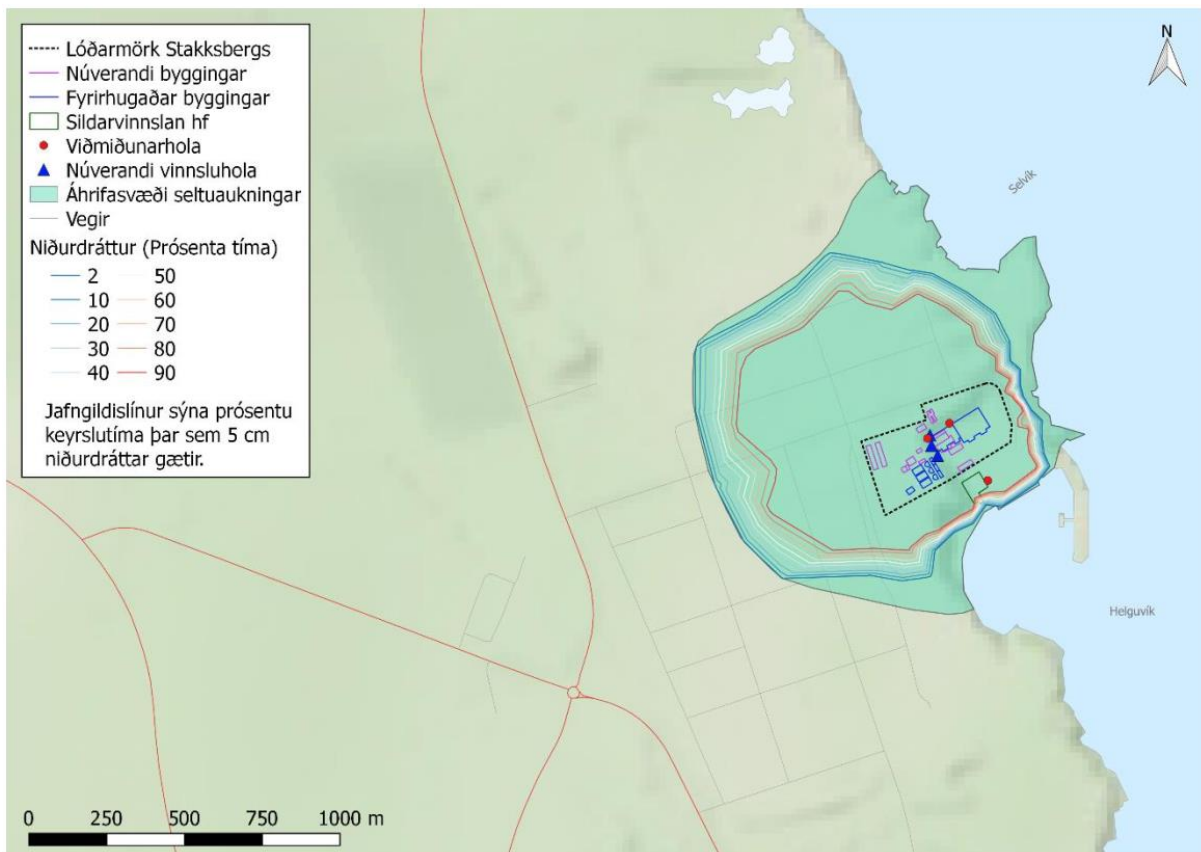 Lóðarmörk Stakksbergs
Núverandi byggingar
Fyrirhugaðar byggingar
Sildarvinnslan hf
Viðmiðunarhola
Núverandi vinnsluhola
Áhrifasvæði seltuaukningar
Vegir
Niðurdráttur (Prósenta tíma)
2 50
10 60
20 70
30 80
40 90
Jafngildislínur sýna prósentu
keyrslutíma þar sem 5 cm
niðurdráttar gætir.
N
Selvík
Helguvík
0 250 500 750 1000 m